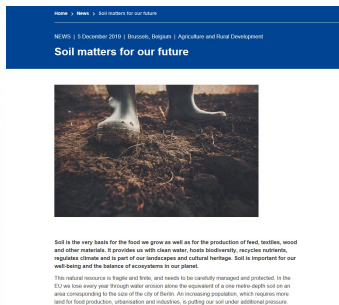 Home > News > Soil matters for our future
NEWS | 5 December 2019 | Brussels, Belgium | Agriculture and Rural Development
Soil matters for our future
Soil is the very basis for the food we grow as well as for the production of feed, textiles, wood
and other materials. It provides us with clean water, hosts biodiversity, recycles nutrients,
regulates climate and is part of our landscapes and cultural heritage. Soil is important for our
well-being and the balance of ecosystems in our planet.
This natural resource is fragile and finite, and needs to be carefully managed and protected. In the
EU we lose every year through water erosion alone the equivalent of a one metre-depth soil on an
area corresponding to the size of the city of Berlin. An increasing population, which requires more
land for food production, urbanisation and industries, is putting our soil under additional pressure.